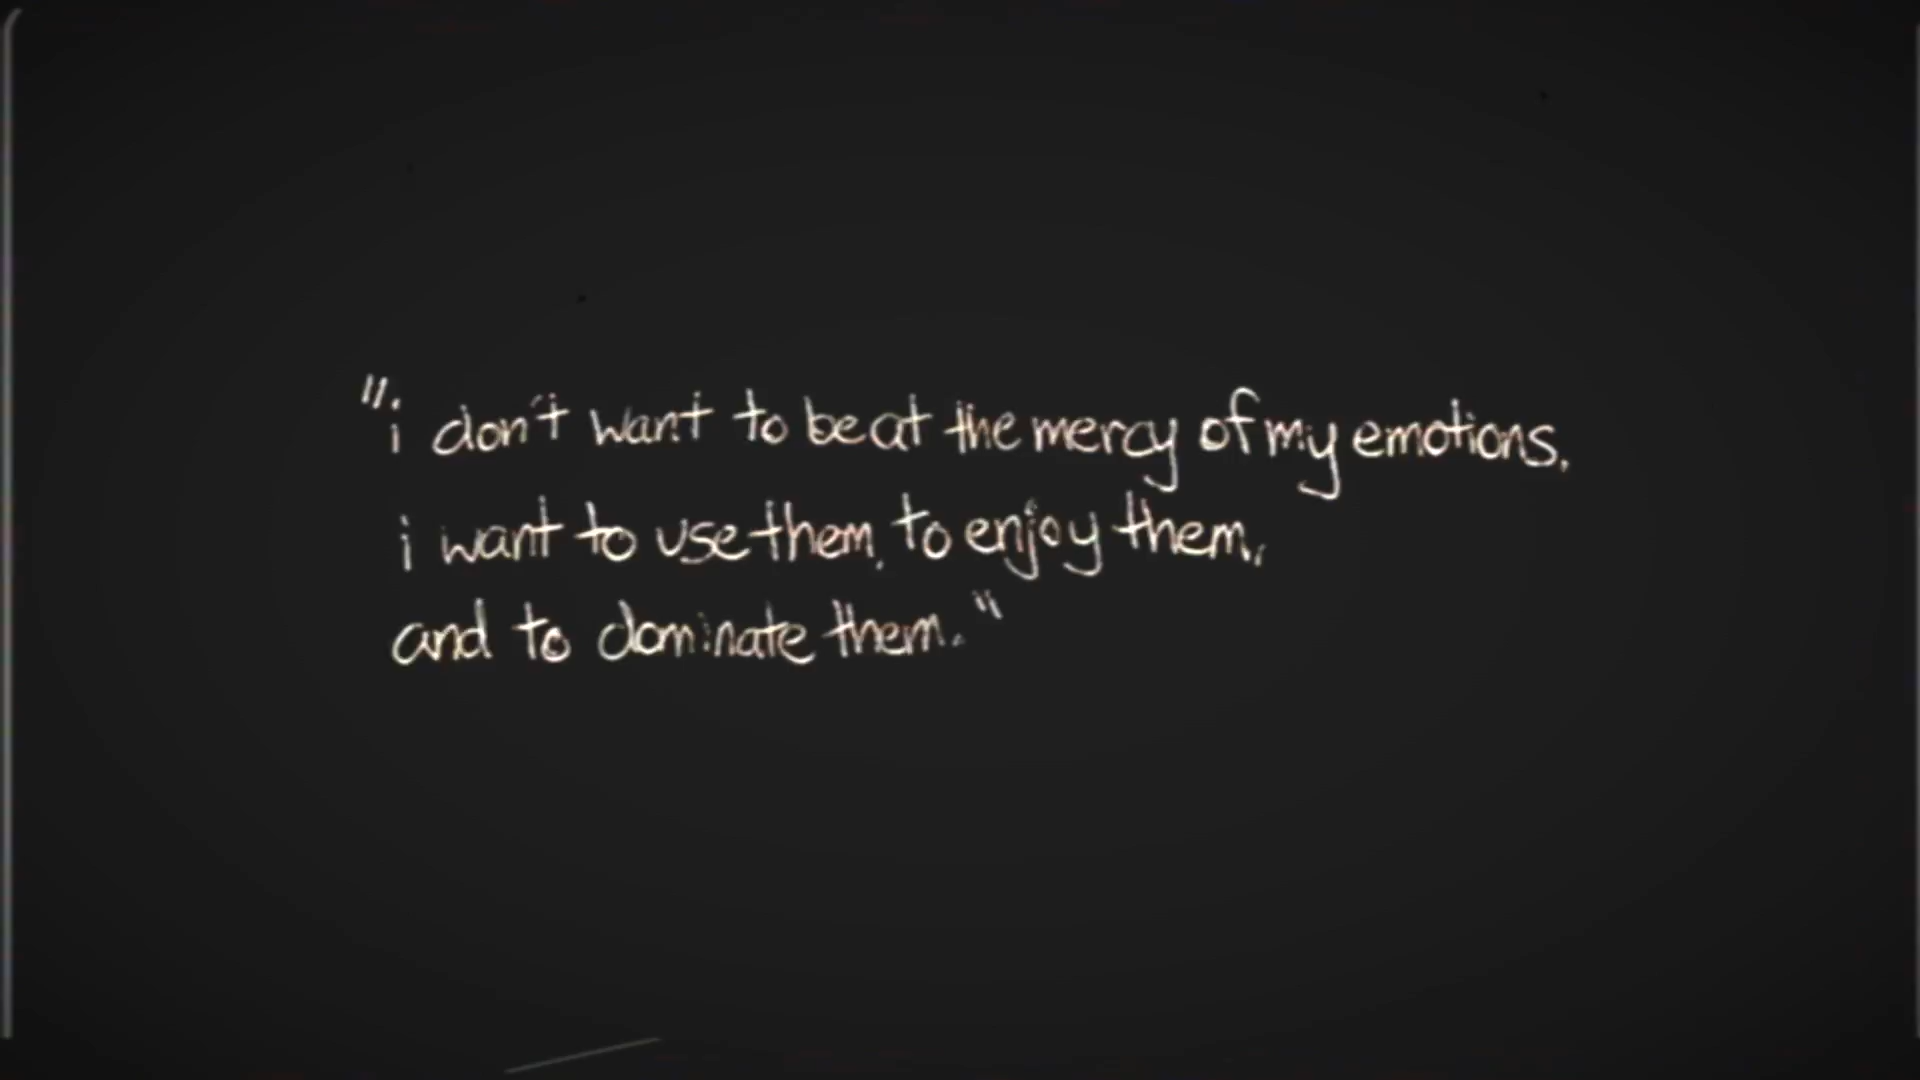 "i don't want to be at the mercy of my emotions.
i want to use them, to enjoy them,
and to dominate them."